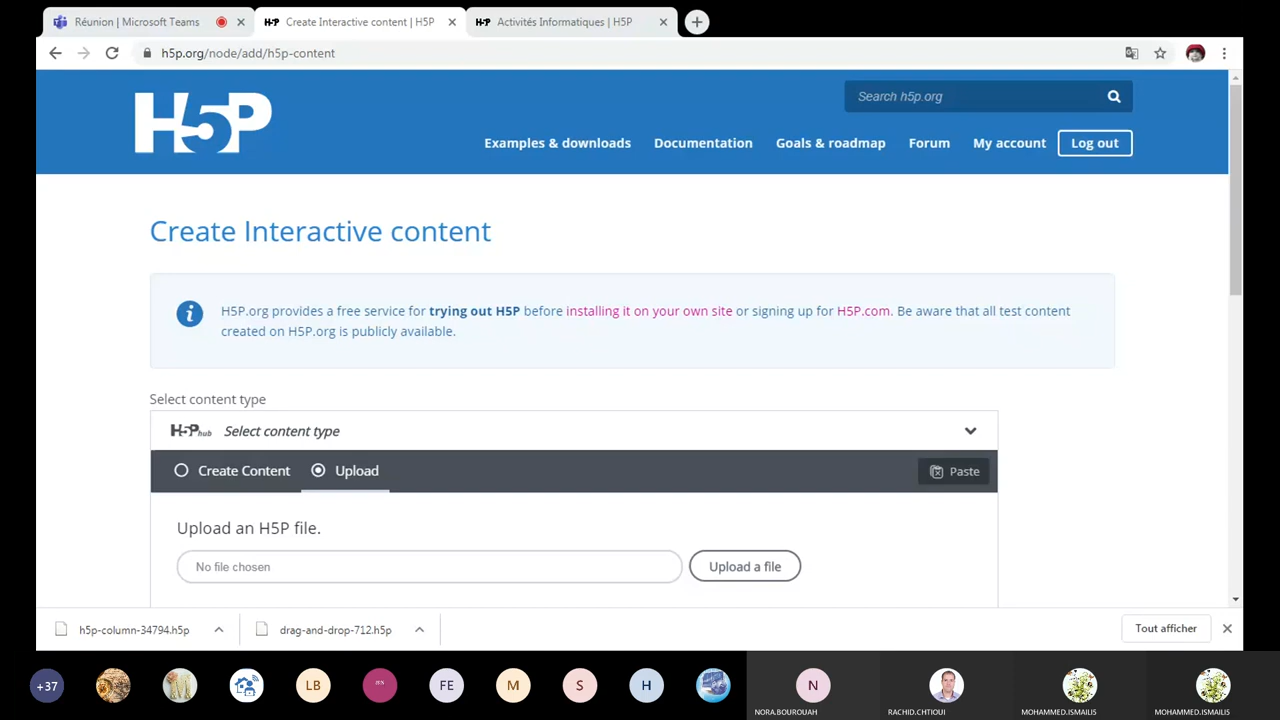 Réunion | Microsoft Teams
Create Interactive content | H5P
Activités Informatiques | H5P
h5p.org/node/add/h5p-content
H5P
Search h5p.org
Examples & downloads
Documentation
Goals & roadmap
Forum
My account
Log out
Create Interactive content
H5P.org provides a free service for trying out H5P before installing it on your own site or signing up for H5P.com. Be aware that all test content
created on H5P.org is publicly available.
Select content type
H5Phub Select content type
Create Content
Upload
Paste
Upload an H5P file.
No file chosen
Upload a file
h5p-column-34794.h5p
drag-and-drop-712.h5p
Tout afficher
+37
LB
FE
M
S
H
N
NORA.BOUROUAH
RACHID.CHTIOUI
MOHAMMED.ISMAILIS
MOHAMMED.ISMAILIS